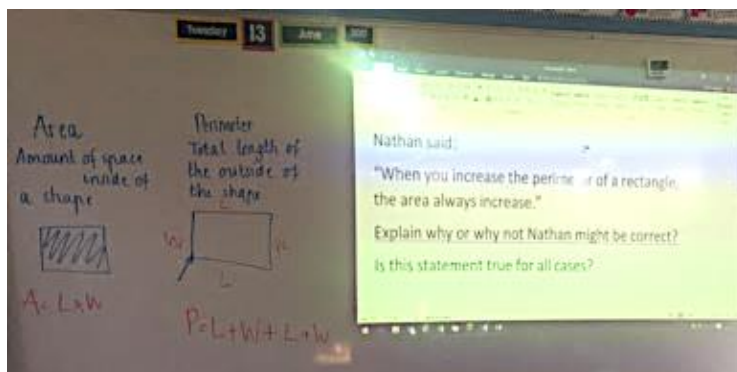 Tuesday 13 June
Area
Amount of space
inside of
a shape
A = L×W
Perimeter
Total length of
the outside of
the shape
L
W
L
P=L+W+L+W
Nathan said:
"When you increase the of a rectangle,
the area always increase."
Explain why or why not Nathan might be correct?
Is this statement true for all cases?